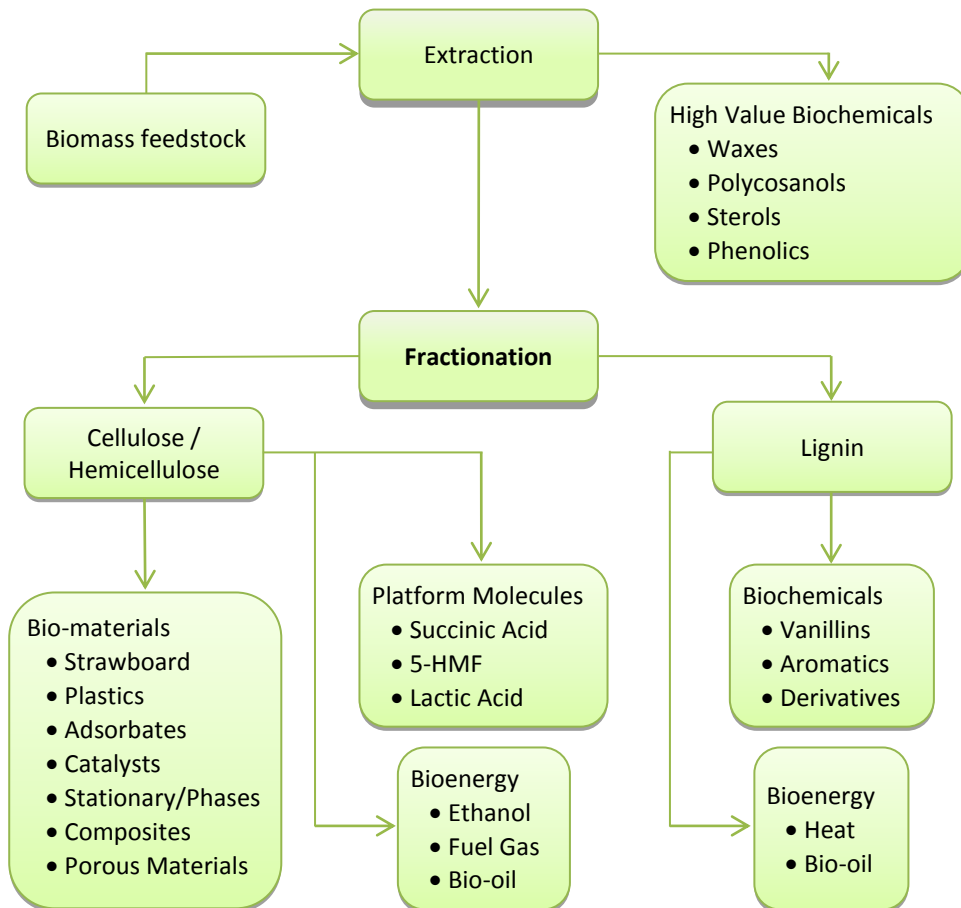 Extraction
Biomass feedstock
High Value Biochemicals
• Waxes
• Polycosanols
• Sterols
• Phenolics
Fractionation
Cellulose /
Hemicellulose
Lignin
Bio-materials
• Strawboard
• Plastics
• Adsorbates
• Catalysts
• Stationary/Phases
• Composites
• Porous Materials
Platform Molecules
• Succinic Acid
• 5-HMF
• Lactic Acid
Bioenergy
• Ethanol
• Fuel Gas
• Bio-oil
Biochemicals
• Vanillins
• Aromatics
• Derivatives
Bioenergy
• Heat
• Bio-oil